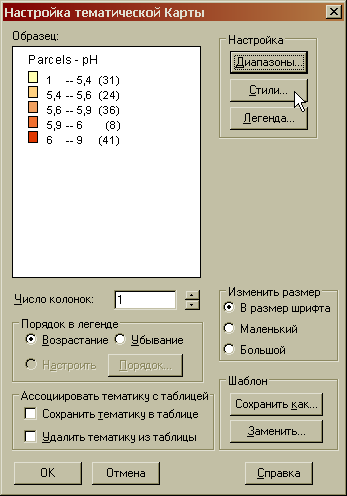 Настройка тематической Карты
Образец:
Parcels - pH
1 -- 5,4 (31)
5,4 -- 5,6 (24)
5,6 -- 5,9 (36)
5,9 -- 6 (8)
6 -- 9 (41)
Настройка
Диапазоны...
Стили...
Легенда...
Число колонок: 1
Порядок в легенде
Возрастание Убывание
Настроить Порядок...
Изменить размер
В размер шрифта
Маленький
Большой
Ассоциировать тематику с таблицей
Сохранить тематику в таблице
Удалить тематику из таблицы
Шаблон
Сохранить как...
Заменить...
OK Отмена Справка